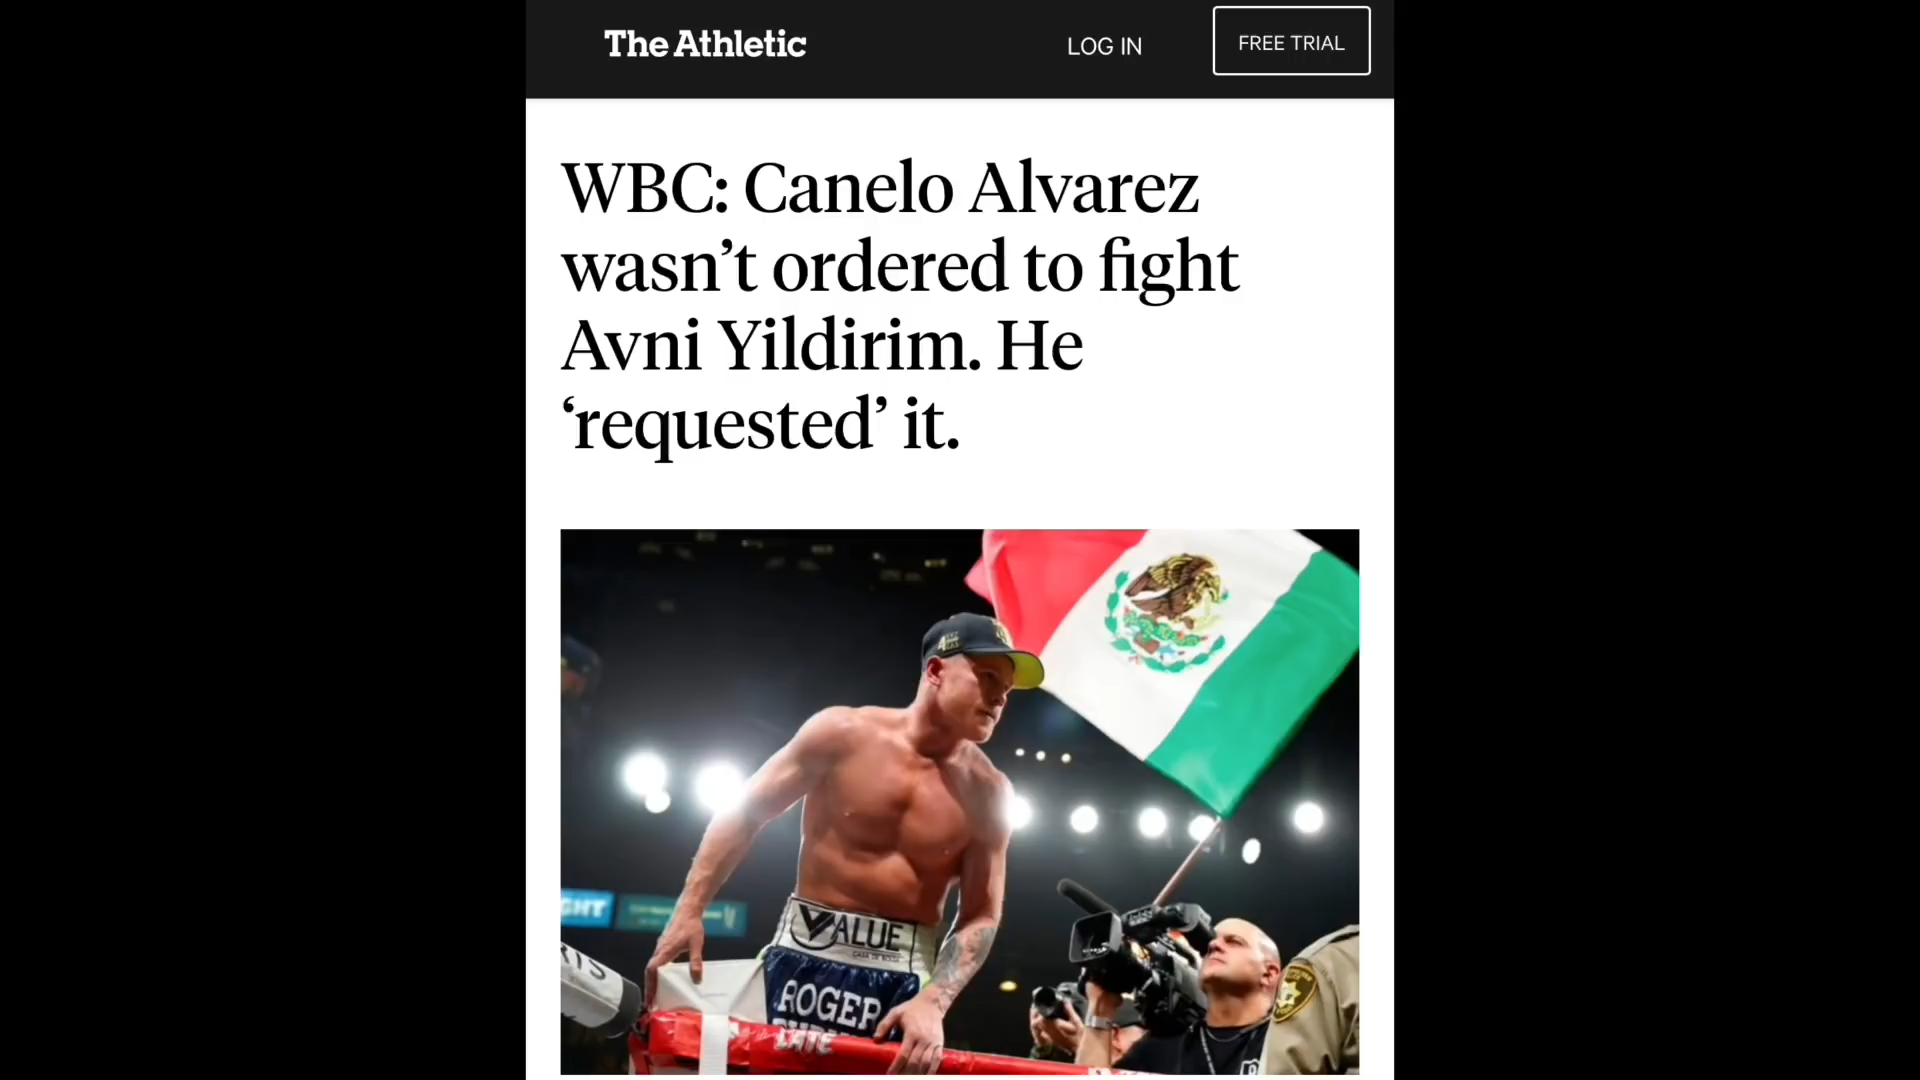 The Athletic
LOG IN
FREE TRIAL
WBC: Canelo Alvarez
wasn’t ordered to fight
Avni Yildirim. He
‘requested’ it.
VALUE
ROGER